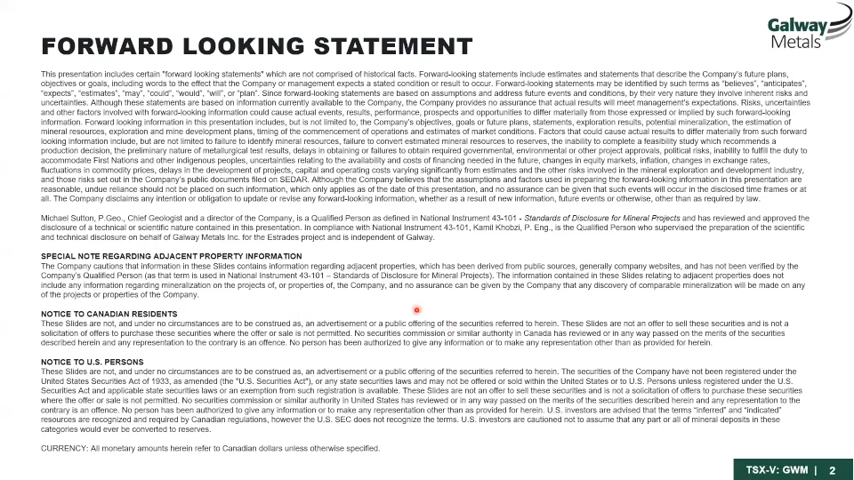 Galway
Metals
FORWARD LOOKING STATEMENT
This presentation includes certain "forward looking statements" which are not comprised of historical facts. Forward-looking statements include estimates and statements that describe the Company's future plans,
objectives or goals, including words to the effect that the Company or management expects a stated condition or result to occur. Forward-looking statements may be identified by such terms as "believes", "anticipates",
"expects", "estimates", "may", "could", "would", "will", or "plan". Since forward-looking statements are based on assumptions and address future events and conditions, by their very nature they involve inherent risks and
uncertainties. Although these statements are based on information currently available to the Company, the Company provides no assurance that actual results will meet management's expectations. Risks, uncertainties
and other factors involved with forward-looking information could cause actual events, results, performance, prospects and opportunities to differ materially from those expressed or implied by such forward-looking
information. Forward looking information in this presentation includes, but is not limited to, the Company's objectives, goals or future plans, statements, exploration results, potential mineralization, the estimation of
mineral resources, exploration and mine development plans, timing of the commencement of operations and estimates of market conditions. Factors that could cause actual results to differ materially from such forward
looking information include, but are not limited to failure to identify mineral resources, failure to convert estimated mineral resources to reserves, the inability to complete a feasibility study which recommends a
production decision, the preliminary nature of metallurgical test results, delays in obtaining or failures to obtain required governmental, environmental or other project approvals, political risks, inability to fulfill the duty to
accommodate First Nations and other indigenous peoples, uncertainties relating to the availability and costs of financing needed in the future, changes in equity markets, inflation, changes in exchange rates,
fluctuations in commodity prices, delays in the development of projects, capital and operating costs varying significantly from estimates and the other risks involved in the mineral exploration and development industry,
and those risks set out in the Company's public documents filed on SEDAR. Although the Company believes that the assumptions and factors used in preparing the forward-looking information in this presentation are
reasonable, undue reliance should not be placed on such information, which only applies as of the date of this presentation, and no assurance can be given that such events will occur in the disclosed time frames or at
all. The Company disclaims any intention or obligation to update or revise any forward-looking information, whether as a result of new information, future events or otherwise, other than as required by law.
Michael Sutton, P.Geo., Chief Geologist and a director of the Company, is a Qualified Person as defined in National Instrument 43-101 - Standards of Disclosure for Mineral Projects and has reviewed and approved the
disclosure of a technical or scientific nature contained in this presentation. In compliance with National Instrument 43-101, Kamil Khobzi, P. Eng., is the Qualified Person who supervised the preparation of the scientific
and technical disclosure on behalf of Galway Metals Inc. for the Estrades project and is independent of Galway.
SPECIAL NOTE REGARDING ADJACENT PROPERTY INFORMATION
The Company cautions that information in these Slides contains information regarding adjacent properties, which has been derived from public sources, generally company websites, and has not been verified by the
Company's Qualified Person (as that term is used in National Instrument 43-101 – Standards of Disclosure for Mineral Projects). The information contained in these Slides relating to adjacent properties does not
include any information regarding mineralization on the projects of, or properties of, the Company, and no assurance can be given by the Company that any discovery of comparable mineralization will be made on any
of the projects or properties of the Company.
NOTICE TO CANADIAN RESIDENTS
These Slides are not, and under no circumstances are to be construed as, an advertisement or a public offering of the securities referred to herein. These Slides are not an offer to sell these securities and is not a
solicitation of offers to purchase these securities where the offer or sale is not permitted. No securities commission or similar authority in Canada has reviewed or in any way passed on the merits of the securities
described herein and any representation to the contrary is an offence. No person has been authorized to give any information or to make any representation other than as provided for herein.
NOTICE TO U.S. PERSONS
These Slides are not, and under no circumstances are to be construed as, an advertisement or a public offering of the securities referred to herein. The securities of the Company have not been registered under the
United States Securities Act of 1933, as amended (the "U.S. Securities Act"), or any state securities laws and may not be offered or sold within the United States or to U.S. Persons unless registered under the U.S.
Securities Act and applicable state securities laws or an exemption from such registration is available. These Slides are not an offer to sell these securities and is not a solicitation of offers to purchase these securities
where the offer or sale is not permitted. No securities commission or similar authority in United States has reviewed or in any way passed on the merits of the securities described herein and any representation to the
contrary is an offence. No person has been authorized to give any information or to make any representation other than as provided for herein. U.S. investors are advised that the terms "inferred" and "indicated"
resources are recognized and required by Canadian regulations, however the U.S. SEC does not recognize the terms. U.S. investors are cautioned not to assume that any part or all of mineral deposits in these
categories would ever be converted to reserves.
CURRENCY: All monetary amounts herein refer to Canadian dollars unless otherwise specified.
TSX-V: GWM | 2